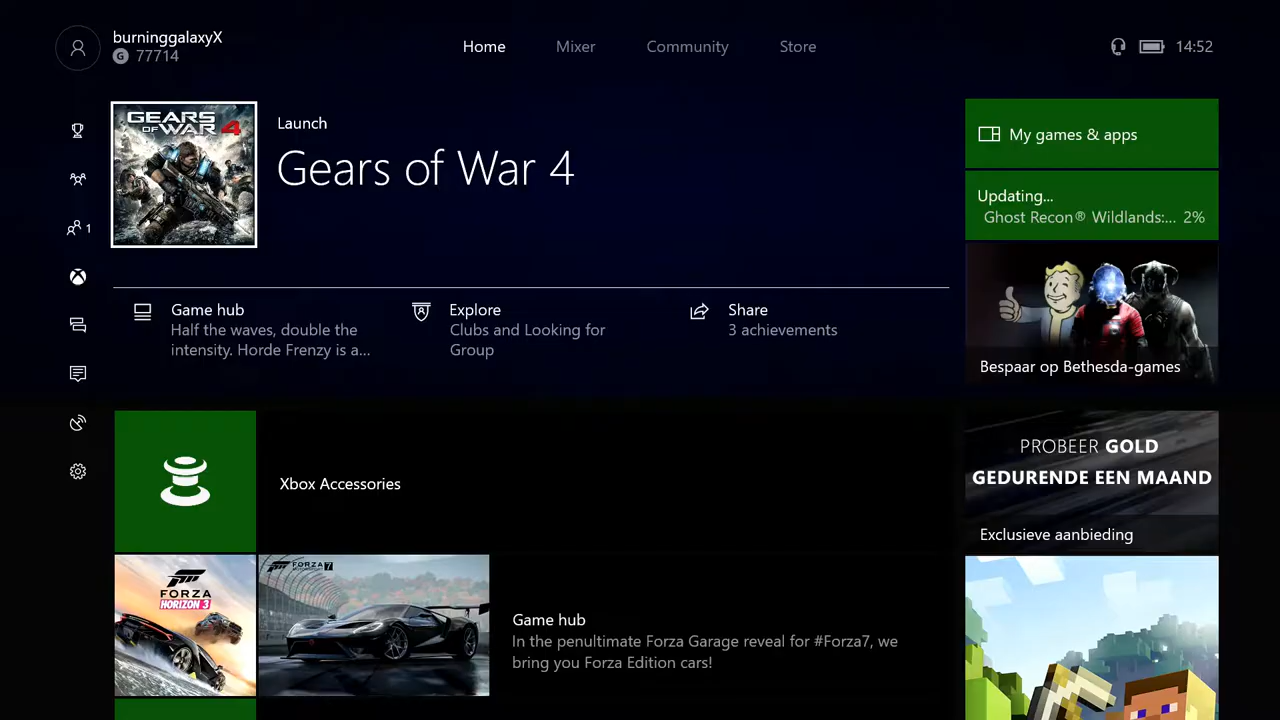 burninggalaxyX
G 77714
Home
Mixer
Community
Store
14:52
1
GEARS
OF WAR 4
Launch
Gears of War 4
Game hub
Half the waves, double the
intensity. Horde Frenzy is a...
Explore
Clubs and Looking for
Group
Share
3 achievements
My games & apps
Updating...
Ghost Recon® Wildlands:... 2%
Bespaar op Bethesda-games
Xbox Accessories
PROBEER GOLD
GEDURENDE EEN MAAND
Exclusieve aanbieding
FORZA
HORIZON 3
FORZA
MOTORSPORT 7
Game hub
In the penultimate Forza Garage reveal for #Forza7, we
bring you Forza Edition cars!